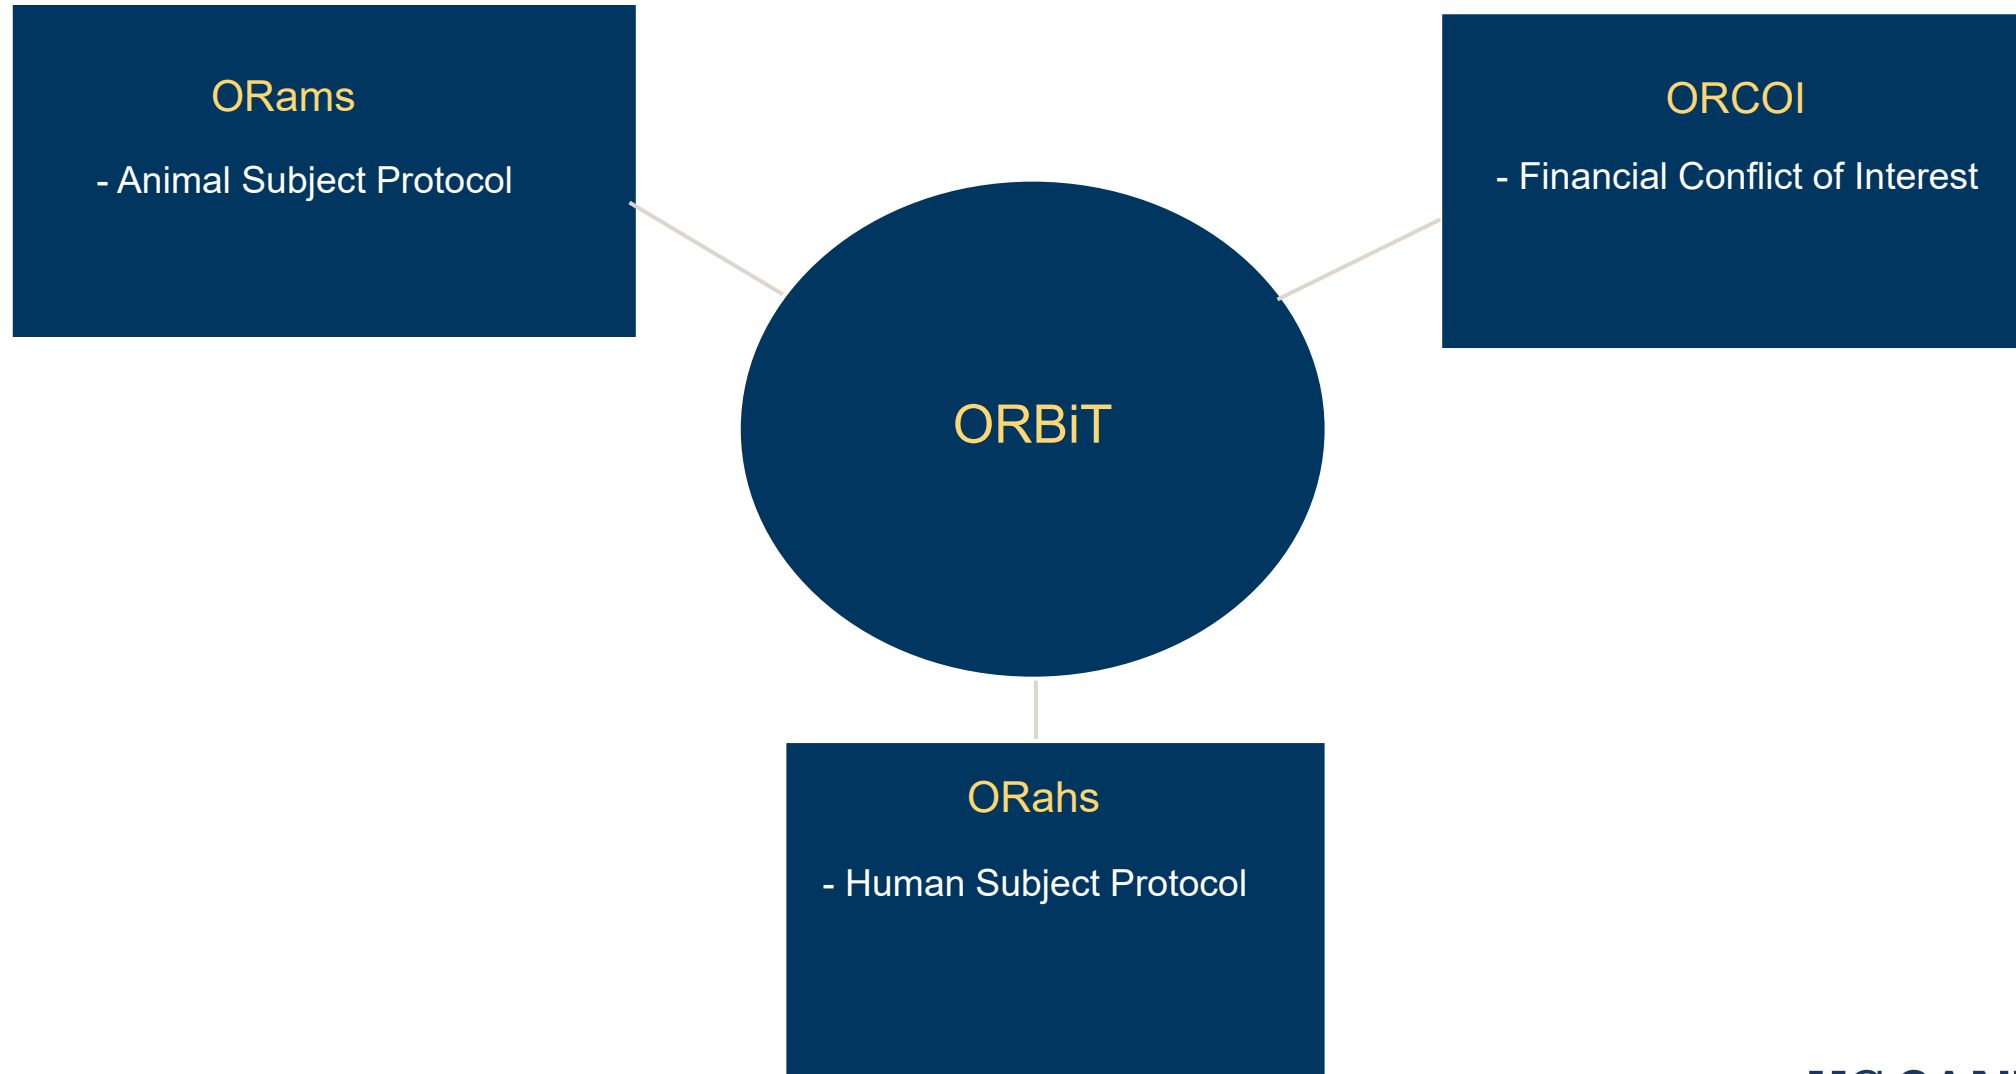 ORams
- Animal Subject Protocol
ORCOI
- Financial Conflict of Interest
ORBiT
ORahs
- Human Subject Protocol